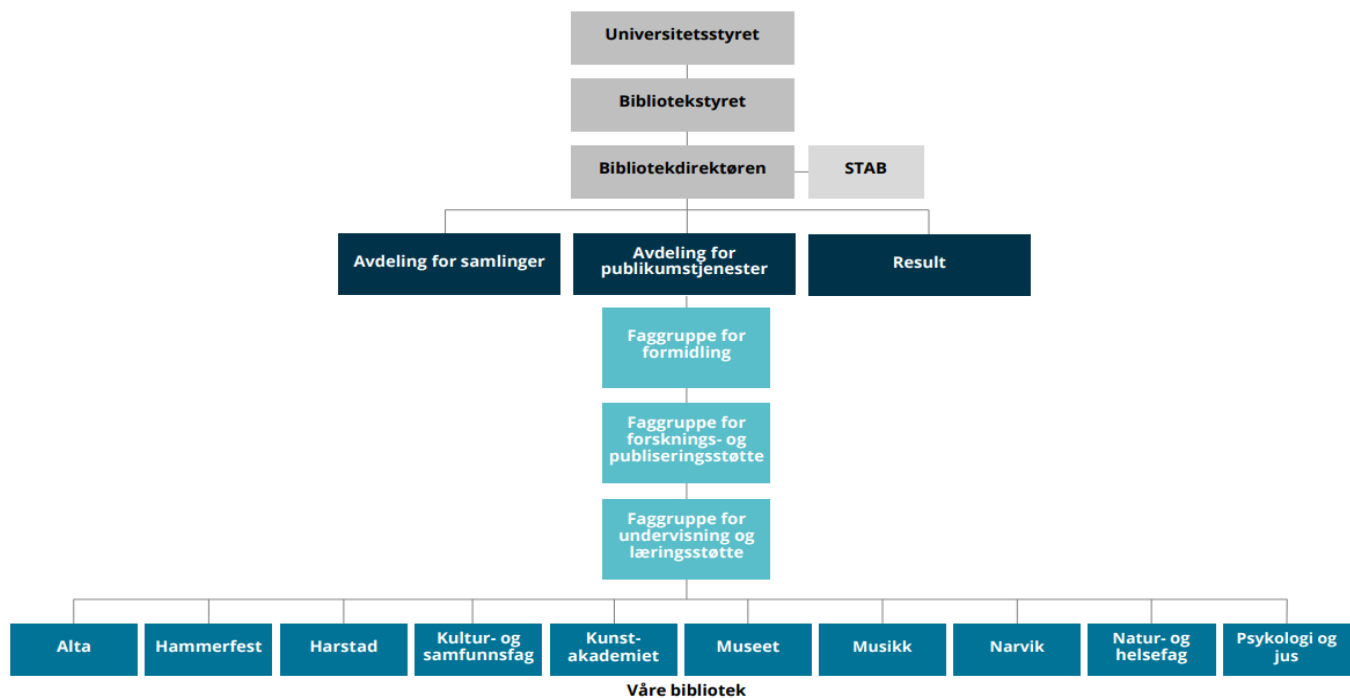 Universitetsstyret
Bibliotekstyret
Bibliotekdirektøren
STAB
Avdeling for samlinger
Avdeling for
publikumstjenester
Result
Faggruppe for
formidling
Faggruppe for
forsknings- og
publiseringsstøtte
Faggruppe for
undervisning og
læringsstøtte
Alta
Hammerfest
Harstad
Kultur- og
samfunnsfag
Kunst-
akademiet
Museet
Musikk
Narvik
Natur- og
helsefag
Psykologi og
jus
Våre bibliotek